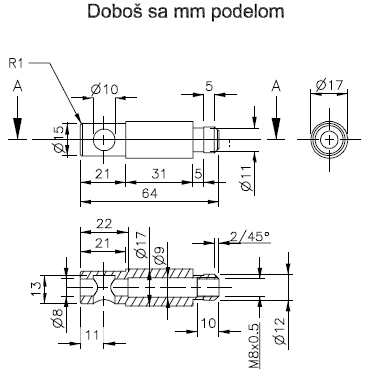 Doboš sa mm podelom
R1
Ø10
5
Ø17
A
A
Ø15
Ø11
21
31
5
64
22
2/45°
21
Ø17
Ø9
13
Ø8
11
10
M8x0.5
Ø12